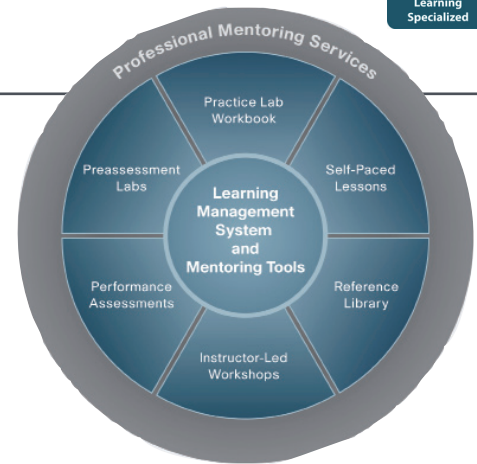 Learning
Specialized
Professional Mentoring Services
Practice Lab
Workbook
Preassessment
Labs
Self-Paced
Lessons
Learning
Management
System
and
Mentoring Tools
Performance
Assessments
Reference
Library
Instructor-Led
Workshops